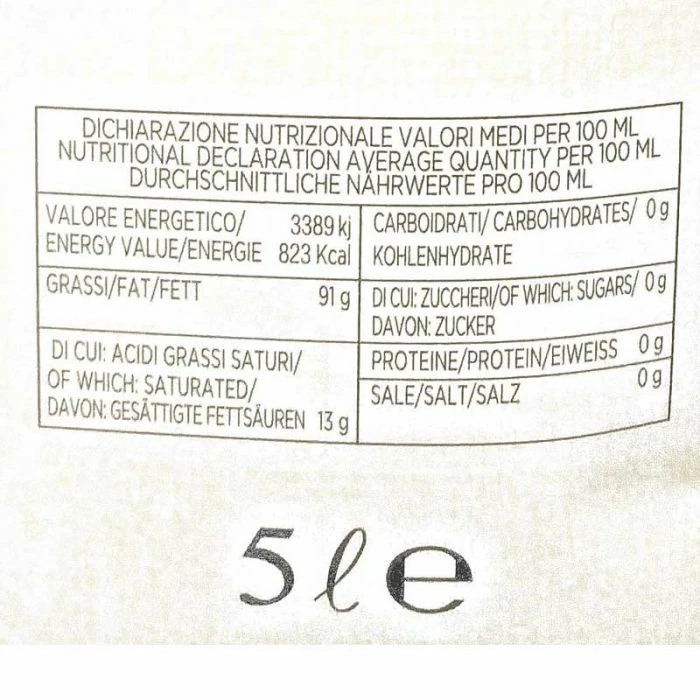 DICHIARAZIONE NUTRIZIONALE VALORI MEDI PER 100 ML
NUTRITIONAL DECLARATION AVERAGE QUANTITY PER 100 ML
DURCHSCHNITTLICHE NÄHRWERTE PRO 100 ML
VALORE ENERGETICO/ 3389 kj
ENERGY VALUE/ENERGIE 823 Kcal
GRASSI/FAT/FETT 91 g
DI CUI: ACIDI GRASSI SATURI/
OF WHICH: SATURATED/
DAVON: GESÄTTIGTE FETTSÄUREN 13 g
CARBOIDRATI/ CARBOHYDRATES/ 0 g
KOHLENHYDRATE
DI CUI: ZUCCHERI/OF WHICH: SUGARS/ 0 g
DAVON: ZUCKER
PROTEINE/PROTEIN/EIWEISS 0 g
SALE/SALT/SALZ 0 g
5 ℓ e